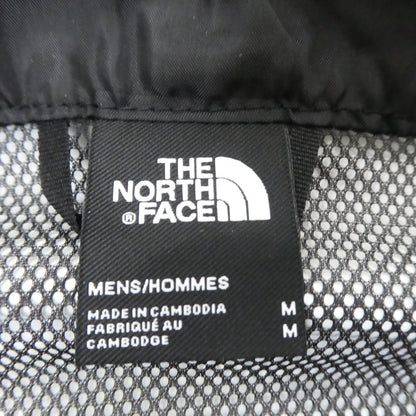 THE
NORTH
® FACE
MENS/HOMMES
MADE IN CAMBODIA M
FABRIQUÉ AU
CAMBODGE M